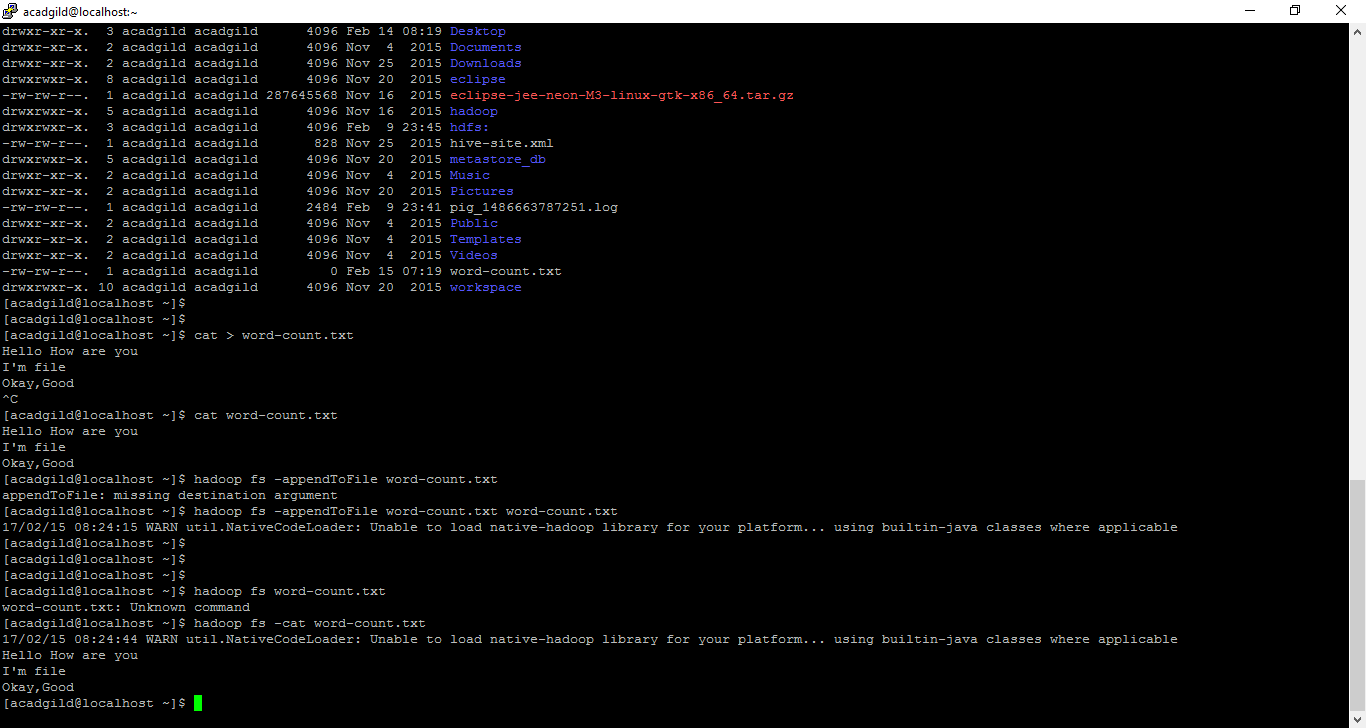 acadgild@localhost:~
drwxr-xr-x.  3 acadgild acadgild      4096 Feb 14 08:19 Desktop
drwxr-xr-x.  2 acadgild acadgild      4096 Nov  4  2015 Documents
drwxr-xr-x.  2 acadgild acadgild      4096 Nov 25  2015 Downloads
drwxrwxr-x.  8 acadgild acadgild      4096 Nov 20  2015 eclipse
-rw-rw-r--.  1 acadgild acadgild 287645568 Nov 16  2015 eclipse-jee-neon-M3-linux-gtk-x86_64.tar.gz
drwxrwxr-x.  5 acadgild acadgild      4096 Nov 16  2015 hadoop
drwxrwxr-x.  3 acadgild acadgild      4096 Feb  9 23:45 hdfs:
-rw-rw-r--.  1 acadgild acadgild       828 Nov 25  2015 hive-site.xml
drwxrwxr-x.  5 acadgild acadgild      4096 Nov 20  2015 metastore_db
drwxr-xr-x.  2 acadgild acadgild      4096 Nov  4  2015 Music
drwxr-xr-x.  2 acadgild acadgild      4096 Nov 20  2015 Pictures
-rw-rw-r--.  1 acadgild acadgild      2484 Feb  9 23:41 pig_1486663787251.log
drwxr-xr-x.  2 acadgild acadgild      4096 Nov  4  2015 Public
drwxr-xr-x.  2 acadgild acadgild      4096 Nov  4  2015 Templates
drwxr-xr-x.  2 acadgild acadgild      4096 Nov  4  2015 Videos
-rw-rw-r--.  1 acadgild acadgild         0 Feb 15 07:19 word-count.txt
drwxrwxr-x. 10 acadgild acadgild      4096 Nov 20  2015 workspace
[acadgild@localhost ~]$
[acadgild@localhost ~]$
[acadgild@localhost ~]$ cat > word-count.txt
Hello How are you
I'm file
Okay,Good
^C
[acadgild@localhost ~]$ cat word-count.txt
Hello How are you
I'm file
Okay,Good
[acadgild@localhost ~]$ hadoop fs -appendToFile word-count.txt
appendToFile: missing destination argument
[acadgild@localhost ~]$ hadoop fs -appendToFile word-count.txt word-count.txt
17/02/15 08:24:15 WARN util.NativeCodeLoader: Unable to load native-hadoop library for your platform... using builtin-java classes where applicable
[acadgild@localhost ~]$
[acadgild@localhost ~]$
[acadgild@localhost ~]$
[acadgild@localhost ~]$ hadoop fs word-count.txt
word-count.txt: Unknown command
[acadgild@localhost ~]$ hadoop fs -cat word-count.txt
17/02/15 08:24:44 WARN util.NativeCodeLoader: Unable to load native-hadoop library for your platform... using builtin-java classes where applicable
Hello How are you
I'm file
Okay,Good
[acadgild@localhost ~]$